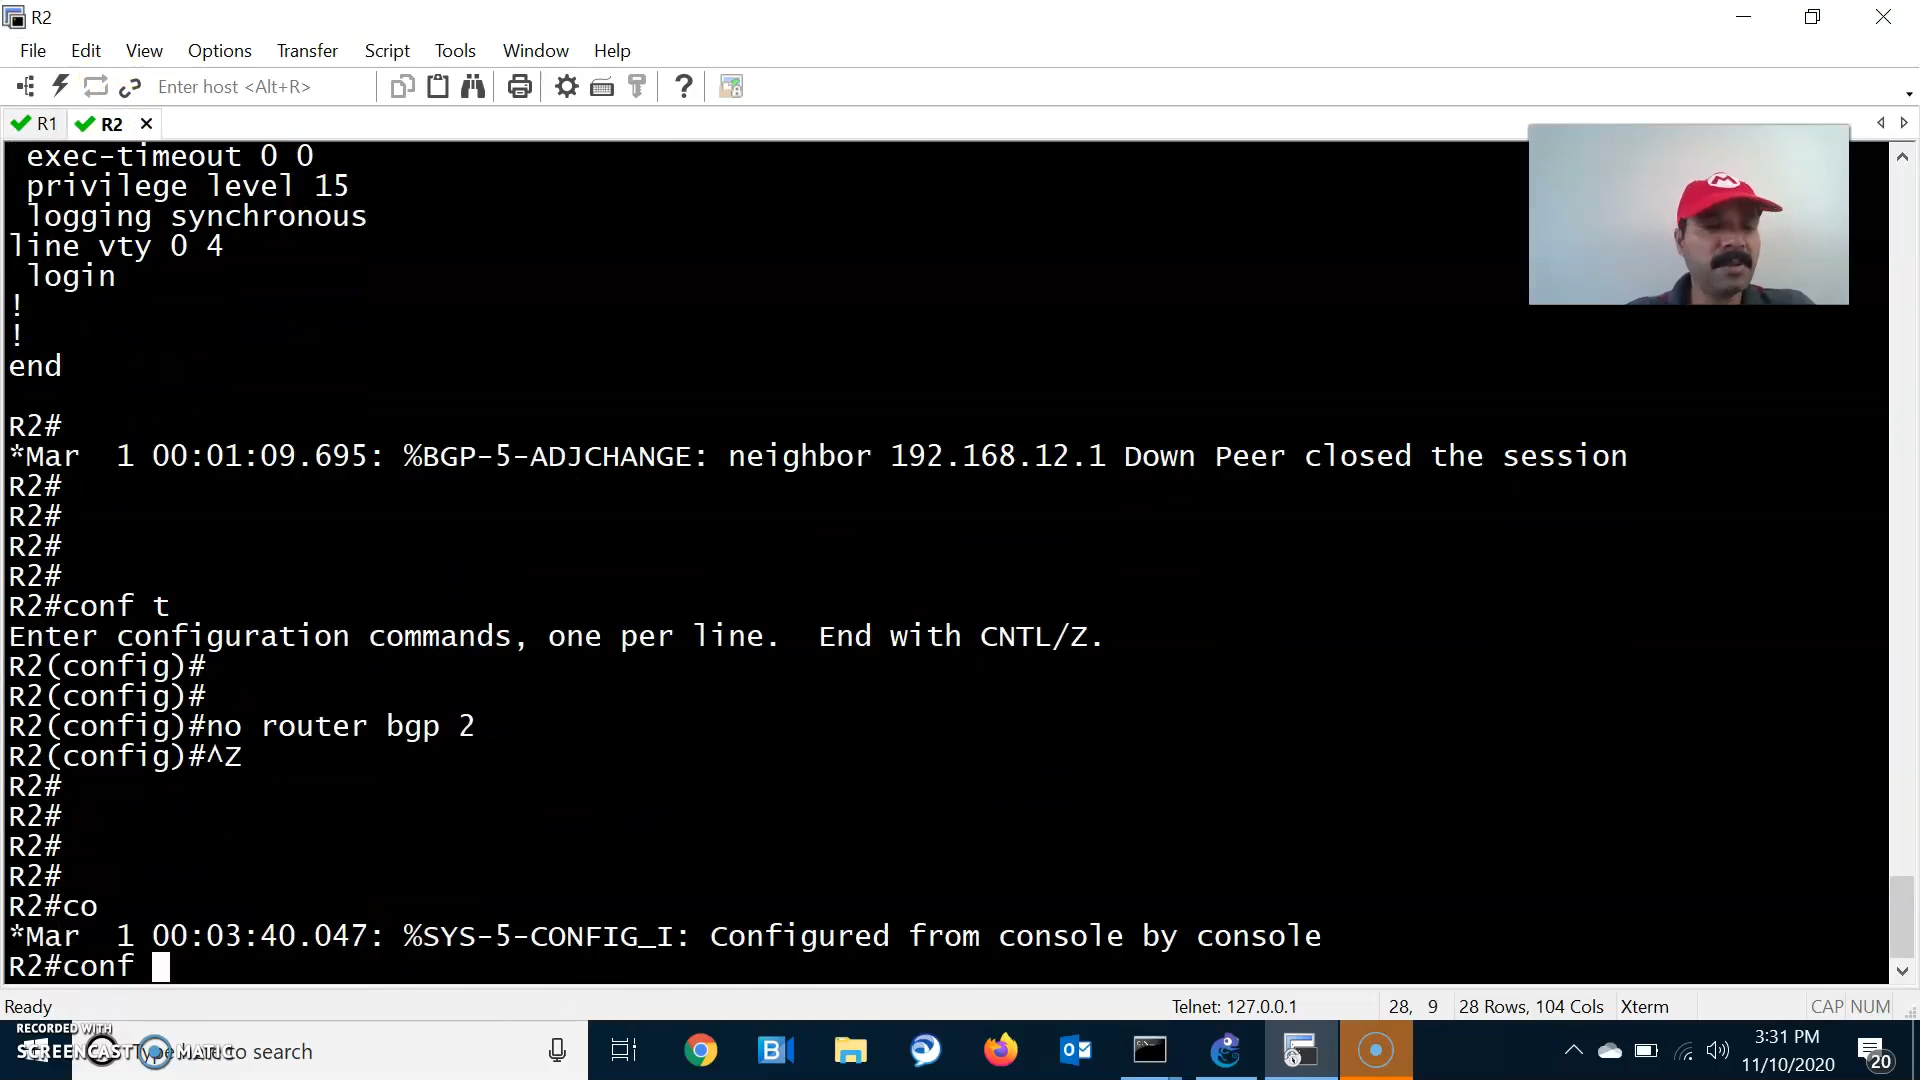 R2
File Edit View Options Transfer Script Tools Window Help
Enter host <Alt+R>
R1 R2
exec-timeout 0 0
privilege level 15
logging synchronous
line vty 0 4
login
!
!
end
R2#
*Mar 1 00:01:09.695: %BGP-5-ADJCHANGE: neighbor 192.168.12.1 Down Peer closed the session
R2#
R2#
R2#
R2#
R2#conf t
Enter configuration commands, one per line. End with CNTL/Z.
R2(config)#
R2(config)#
R2(config)#no router bgp 2
R2(config)#^Z
R2#
R2#
R2#
R2#
R2#co
*Mar 1 00:03:40.047: %SYS-5-CONFIG_I: Configured from console by console
R2#conf
M
Ready Telnet: 127.0.0.1 28, 9 28 Rows, 104 Cols Xterm CAP NUM
RECORDED WITH
SCREENCAST MATIC
to search
3:31 PM
11/10/2020
20